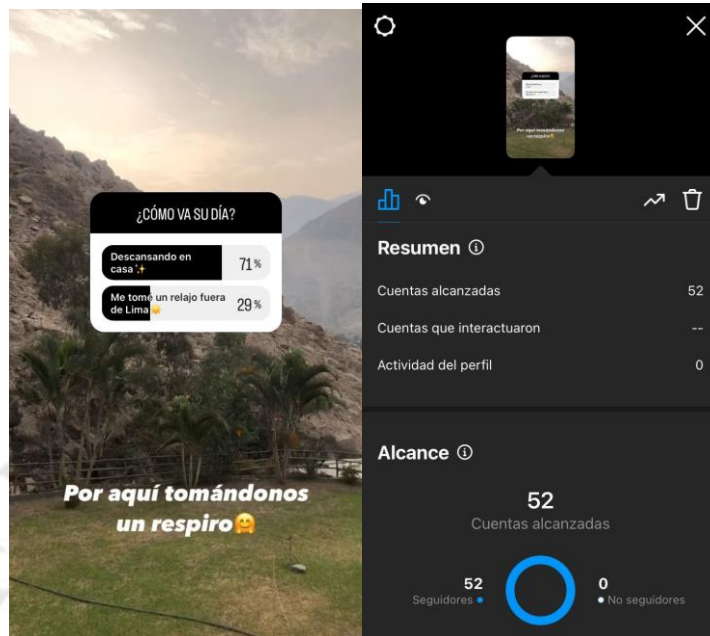 ¿CÓMO VA SU DÍA?
Descansando en
casa✨
71%
Me tomé un relajo fuera
de Lima☀️
29%
Por aquí tomándonos
un respiro🤗
Resumen
Cuentas alcanzadas 52
Cuentas que interactuaron --
Actividad del perfil 0
Alcance
52
Cuentas alcanzadas
52
Seguidores
0
No seguidores